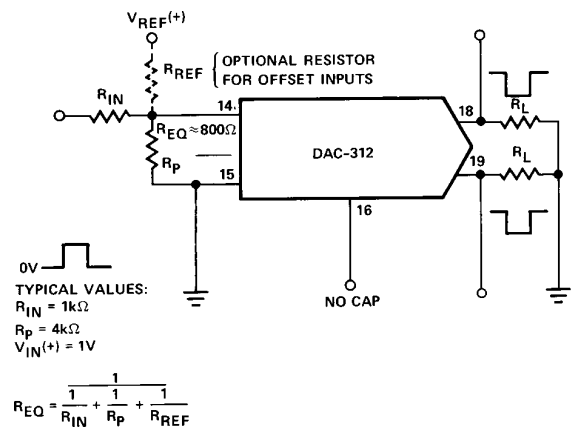 VREF(+)
RREF { OPTIONAL RESISTOR
FOR OFFSET INPUTS
RIN
14
REQ ≈ 800Ω
RP
15
DAC-312
16
NO CAP
18
RL
19
RL
0V
TYPICAL VALUES:
RIN = 1kΩ
RP = 4kΩ
VIN(+) = 1V
REQ = 1 / (1/RIN + 1/RP + 1/RREF)